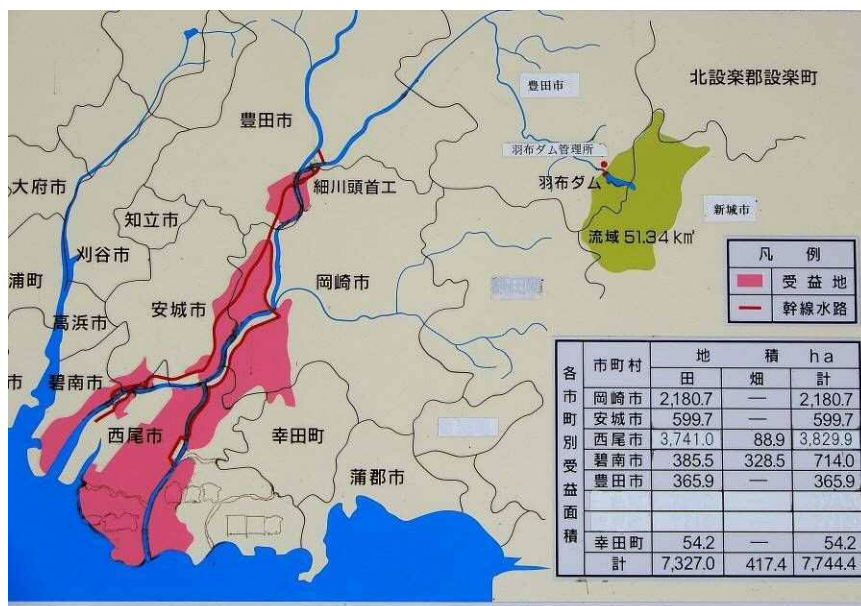 北設楽郡設楽町
豊田市
豊田市
羽布ダム管理所
羽布ダム
細川頭首工
大府市
新城市
知立市
流域 51.34 km²
刈谷市
岡崎市
浦町
安城市
高浜市
市
碧南市
西尾市
幸田町
蒲郡市
凡 例
受益地
幹線水路
各市町別受益面積
市町村 地積 ha
田 畑 計
岡崎市 2,180.7 — 2,180.7
安城市 599.7 — 599.7
西尾市 3,741.0 88.9 3,829.9
碧南市 385.5 328.5 714.0
豊田市 365.9 — 365.9
幸田町 54.2 — 54.2
計 7,327.0 417.4 7,744.4